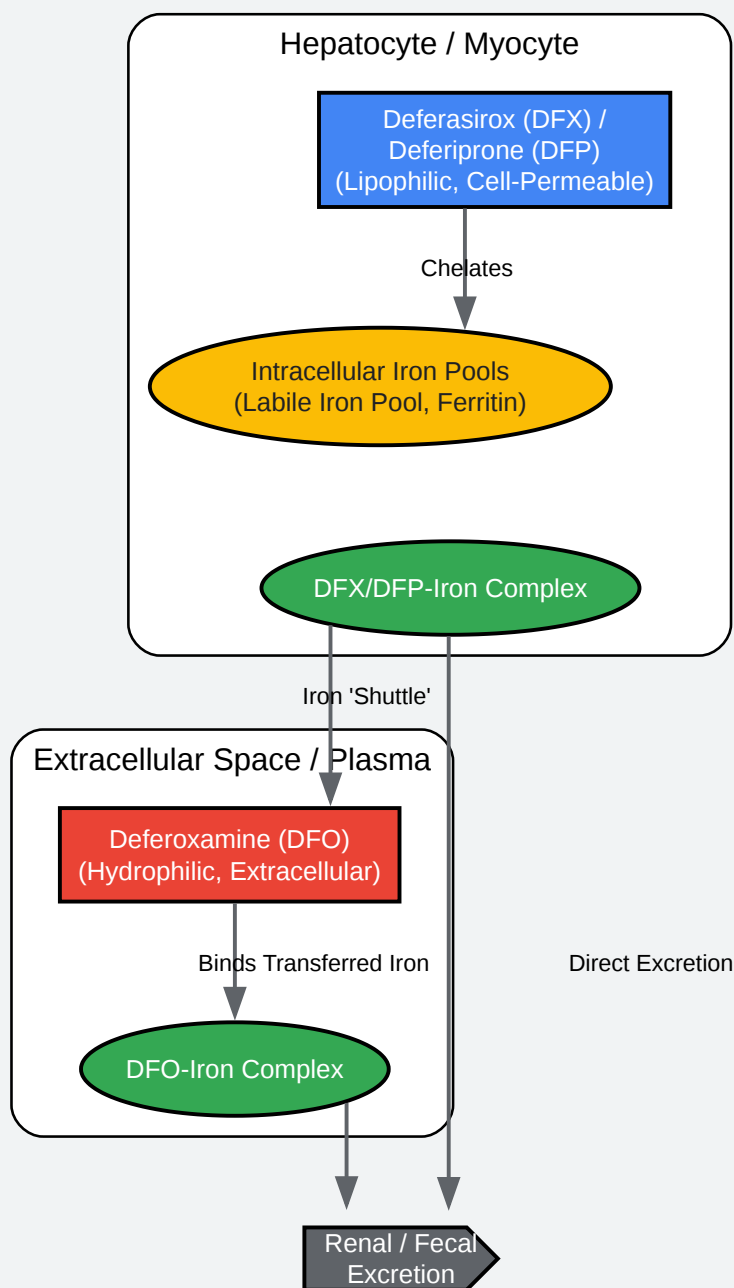 Hepatocyte / Myocyte
Deferasirox (DFX) /
Deferiprone (DFP)
(Lipophilic, Cell-Permeable)
Chelates
Intracellular Iron Pools
(Labile Iron Pool, Ferritin)
DFX/DFP-Iron Complex
Iron 'Shuttle'
Extracellular Space / Plasma
Deferoxamine (DFO)
(Hydrophilic, Extracellular)
Binds Transferred Iron
Direct Excretion
DFO-Iron Complex
Renal / Fecal
Excretion